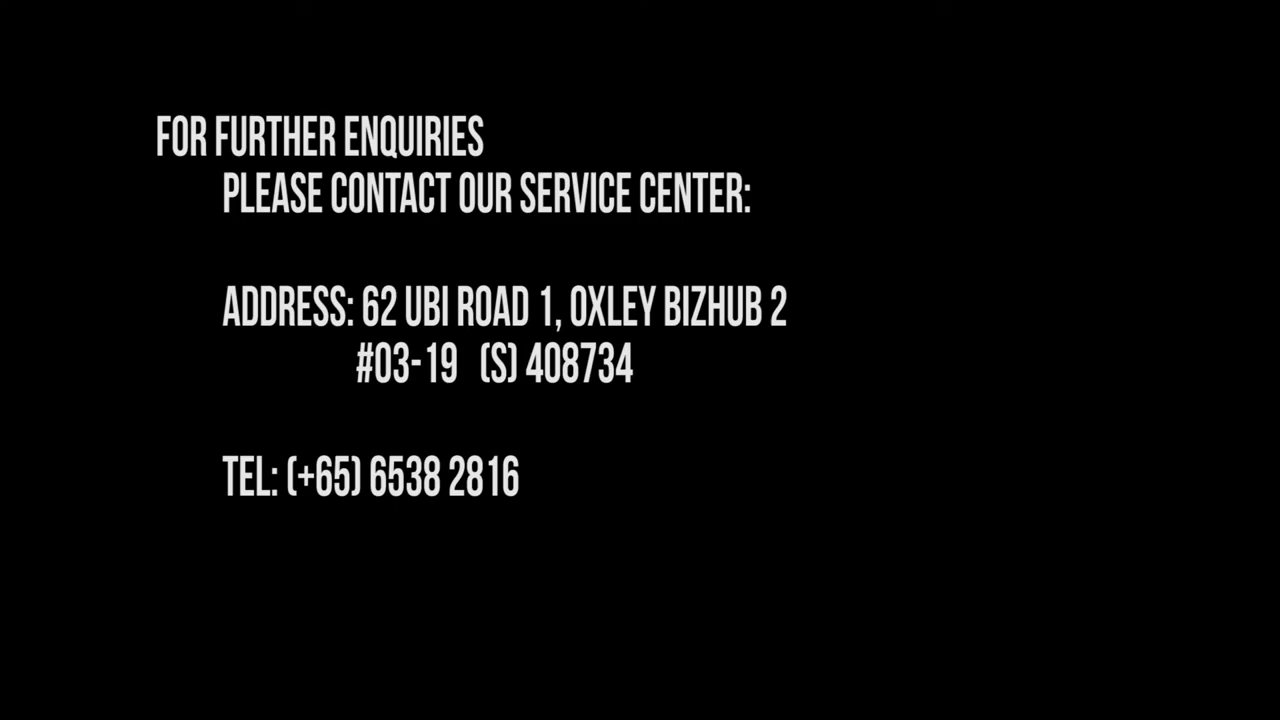 FOR FURTHER ENQUIRIES
PLEASE CONTACT OUR SERVICE CENTER:
ADDRESS: 62 UBI ROAD 1, OXLEY BIZHUB 2
#03-19 (S) 408734
TEL: (+65) 6538 2816